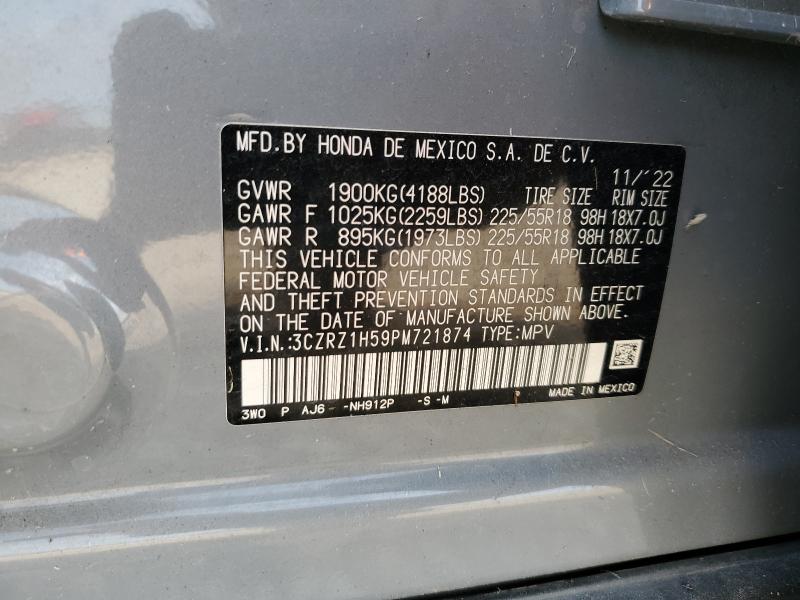 MFD.BY HONDA DE MEXICO S.A. DE C.V.
11/'22
GVWR 1900KG(4188LBS) TIRE SIZE RIM SIZE
GAWR F 1025KG(2259LBS) 225/55R18 98H 18X7.0J
GAWR R 895KG(1973LBS) 225/55R18 98H 18X7.0J
THIS VEHICLE CONFORMS TO ALL APPLICABLE
FEDERAL MOTOR VEHICLE SAFETY
AND THEFT PREVENTION STANDARDS IN EFFECT
ON THE DATE OF MANUFACTURE SHOWN ABOVE.
V.I.N.:3CZRZ1H59PM721874 TYPE:MPV
MADE IN MEXICO
3W0 P AJ6 -NH912P -S -M